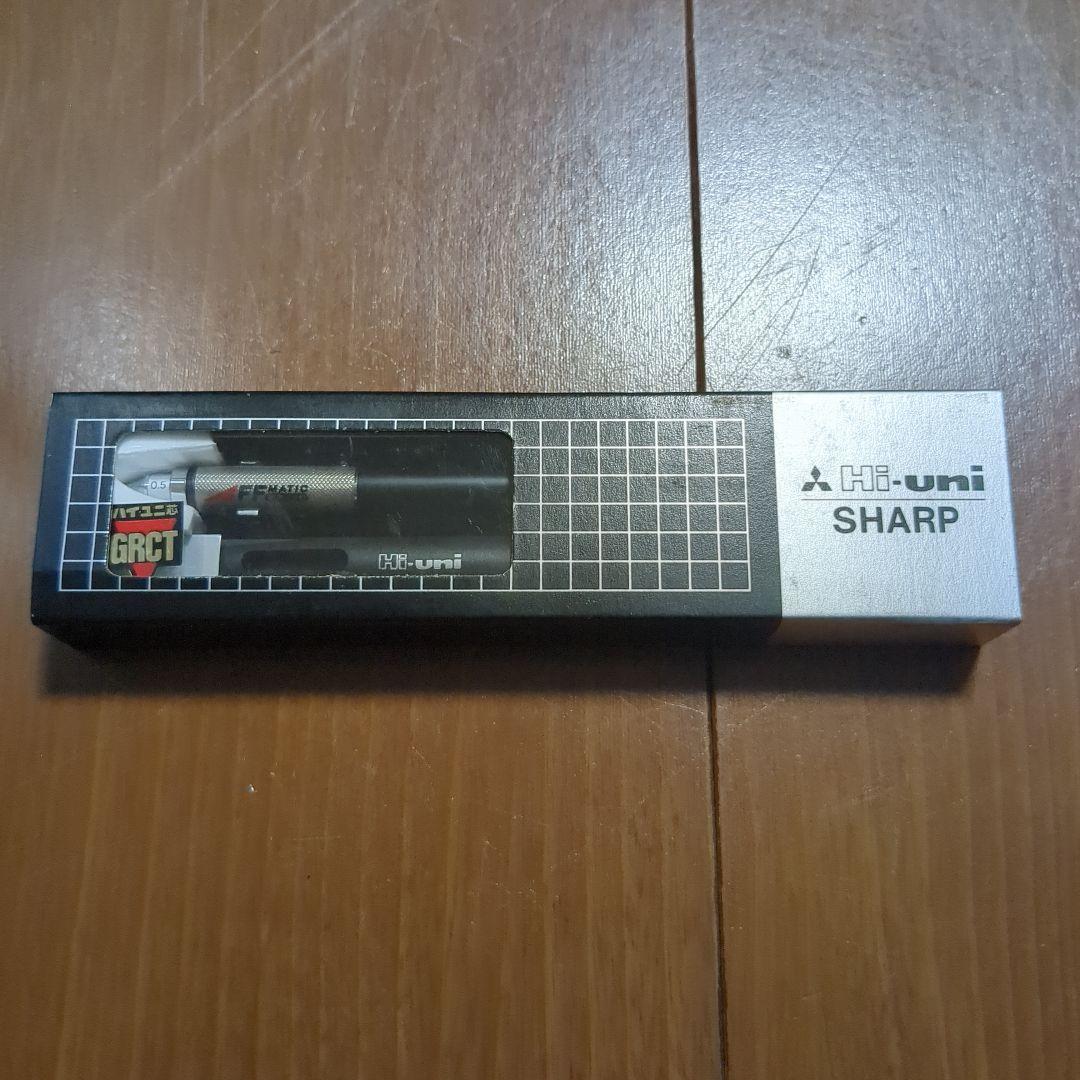 0.5
FFMATIC
ハイユニ芯
GRCT
Hi-uni
Hi-uni
SHARP